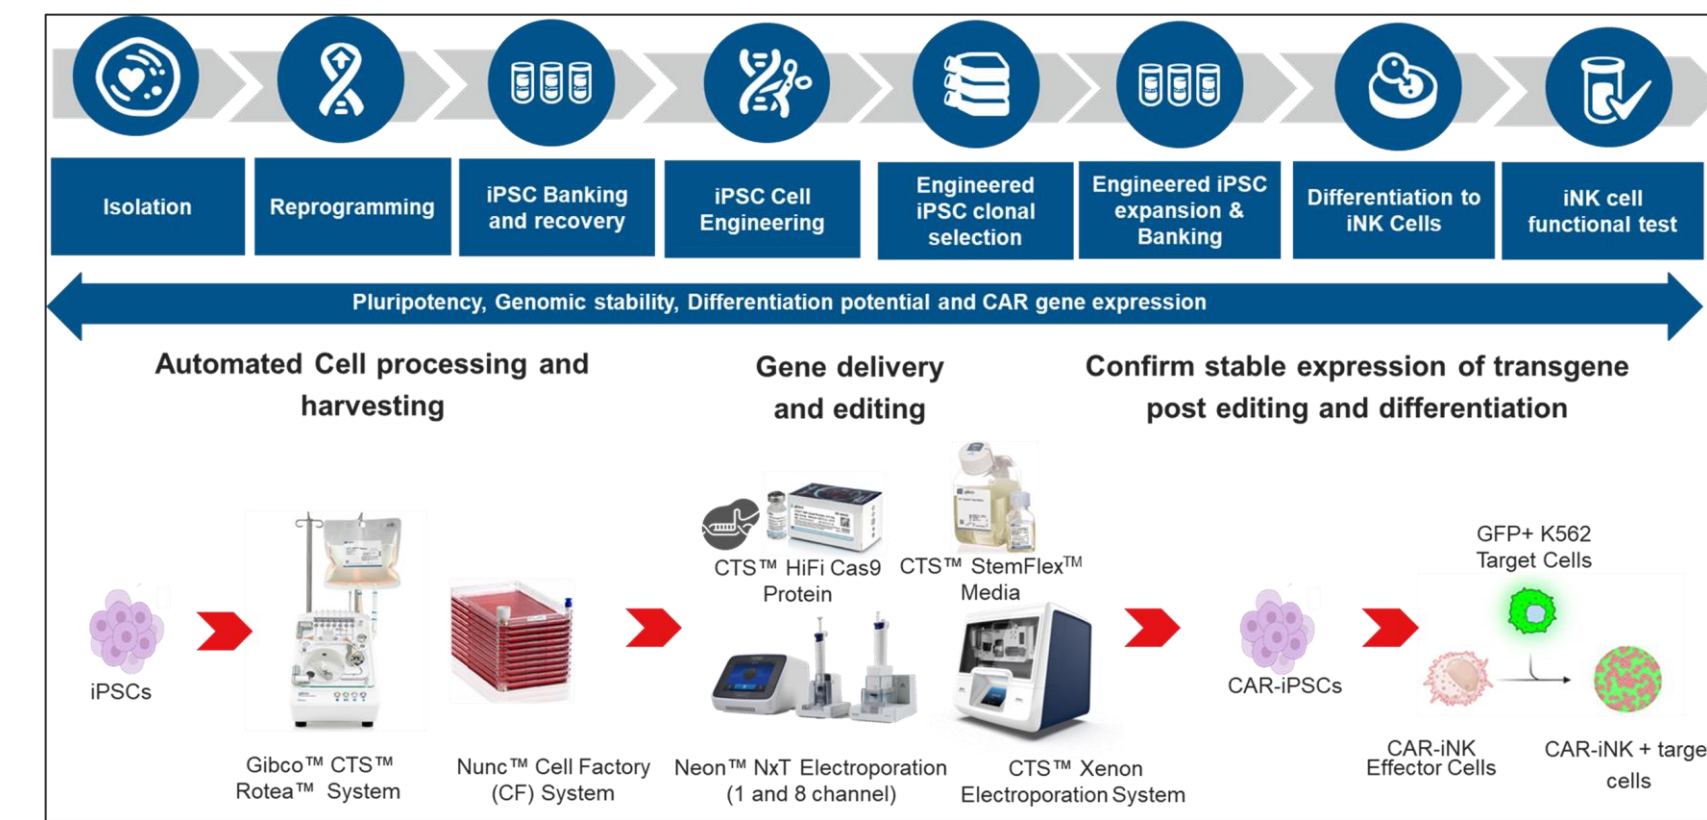 Isolation
Reprogramming
iPSC Banking
and recovery
iPSC Cell
Engineering
Engineered
iPSC clonal
selection
Engineered iPSC
expansion &
Banking
Differentiation to
iNK Cells
iNK cell
functional test
Pluripotency, Genomic stability, Differentiation potential and CAR gene expression
Automated Cell processing and
harvesting
Gene delivery
and editing
Confirm stable expression of transgene
post editing and differentiation
iPSCs
Gibco™ CTS™
Rotea™ System
Nunc™ Cell Factory
(CF) System
CTS™ HiFi Cas9
Protein
CTS™ StemFlex™
Media
Neon™ NxT Electroporation
(1 and 8 channel)
CTS™ Xenon
Electroporation System
CAR-iPSCs
GFP+ K562
Target Cells
CAR-iNK
Effector Cells
CAR-iNK + targe
cells